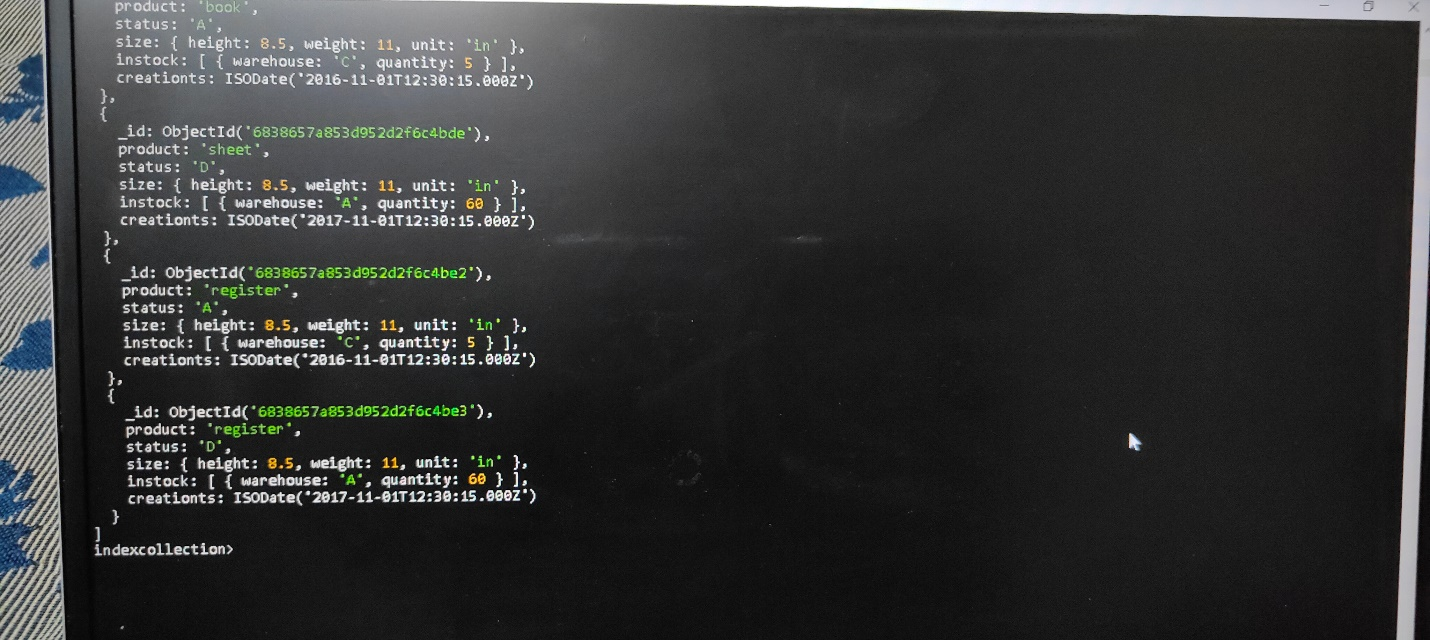 product: 'book',
status: 'A',
size: { height: 8.5, weight: 11, unit: 'in' },
instock: [ { warehouse: 'C', quantity: 5 } ],
creationts: ISODate('2016-11-01T12:30:15.000Z')
},
{
_id: ObjectId('6838657a853d952d2f6c4bde'),
product: 'sheet',
status: 'D',
size: { height: 8.5, weight: 11, unit: 'in' },
instock: [ { warehouse: 'A', quantity: 60 } ],
creationts: ISODate('2017-11-01T12:30:15.000Z')
},
{
_id: ObjectId('6838657a853d952d2f6c4be2'),
product: 'register',
status: 'A',
size: { height: 8.5, weight: 11, unit: 'in' },
instock: [ { warehouse: 'C', quantity: 5 } ],
creationts: ISODate('2016-11-01T12:30:15.000Z')
},
{
_id: ObjectId('6838657a853d952d2f6c4be3'),
product: 'register',
status: 'D',
size: { height: 8.5, weight: 11, unit: 'in' },
instock: [ { warehouse: 'A', quantity: 60 } ],
creationts: ISODate('2017-11-01T12:30:15.000Z')
}
]
indexcollection>